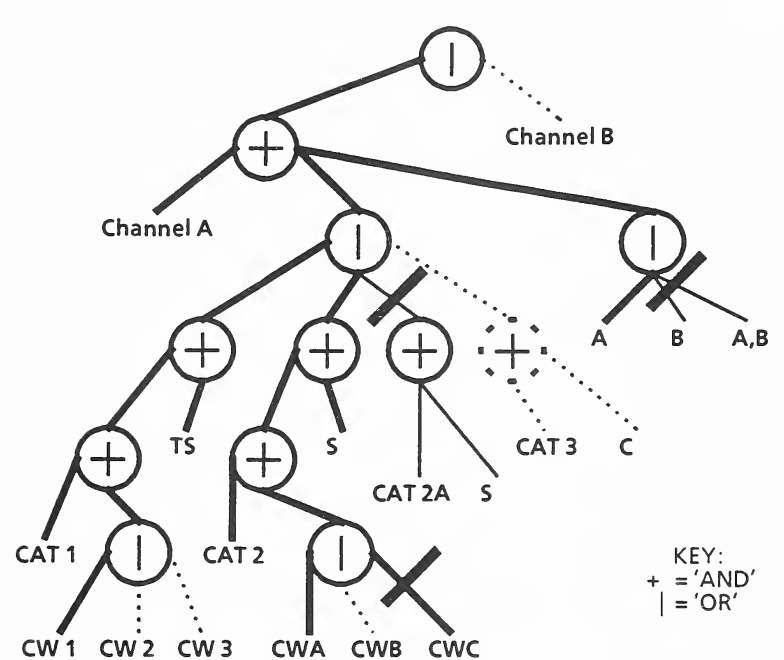 |
Channel B
+
Channel A
|
|
+
+
+
+
A
B
A,B
TS
S
CAT 3
C
+
+
CAT 2A
S
CAT 1
|
CAT 2
|
KEY:
+ = 'AND'
| = 'OR'
CW 1
CW 2
CW 3
CWA
CWB
CWC